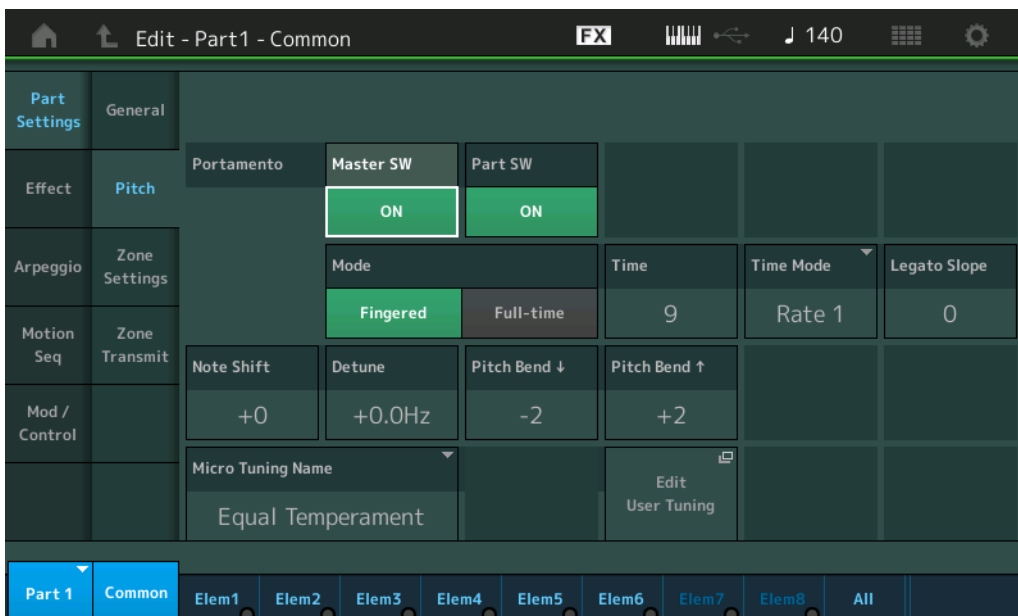 Edit - Part1 - Common
FX
♩ 140
Part
Settings
General
Effect
Pitch
Arpeggio
Zone
Settings
Motion
Seq
Zone
Transmit
Mod /
Control
Portamento
Master SW
Part SW
ON
ON
Mode
Time
Time Mode
Legato Slope
Fingered
Full-time
9
Rate 1
0
Note Shift
Detune
Pitch Bend ↓
Pitch Bend ↑
+0
+0.0Hz
-2
+2
Micro Tuning Name
Equal Temperament
Edit
User Tuning
Part 1
Common
Elem1
Elem2
Elem3
Elem4
Elem5
Elem6
Elem7
Elem8
All